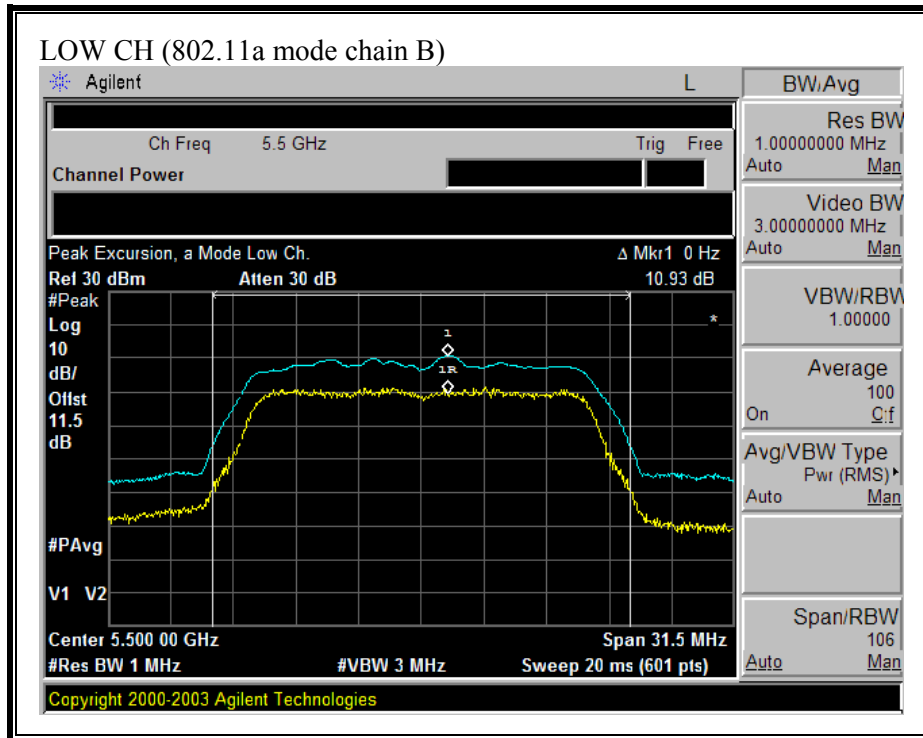 LOW CH (802.11a mode chain B)
Agilent L
Ch Freq 5.5 GHz Trig Free
Channel Power
Peak Excursion, a Mode Low Ch. Δ Mkr1 0 Hz
Ref 30 dBm Atten 30 dB 10.93 dB
#Peak
Log
10
dB/
Offst
11.5
dB
*
1
1R
#PAvg
V1 V2
Center 5.500 00 GHz Span 31.5 MHz
#Res BW 1 MHz #VBW 3 MHz Sweep 20 ms (601 pts)
Copyright 2000-2003 Agilent Technologies
BW/Avg
Res BW
1.00000000 MHz
Auto Man
Video BW
3.00000000 MHz
Auto Man
VBW/RBW
1.00000
Average
100
On
Avg/VBW Type
Pwr (RMS)
Auto Man
Span/RBW
106
Auto Man